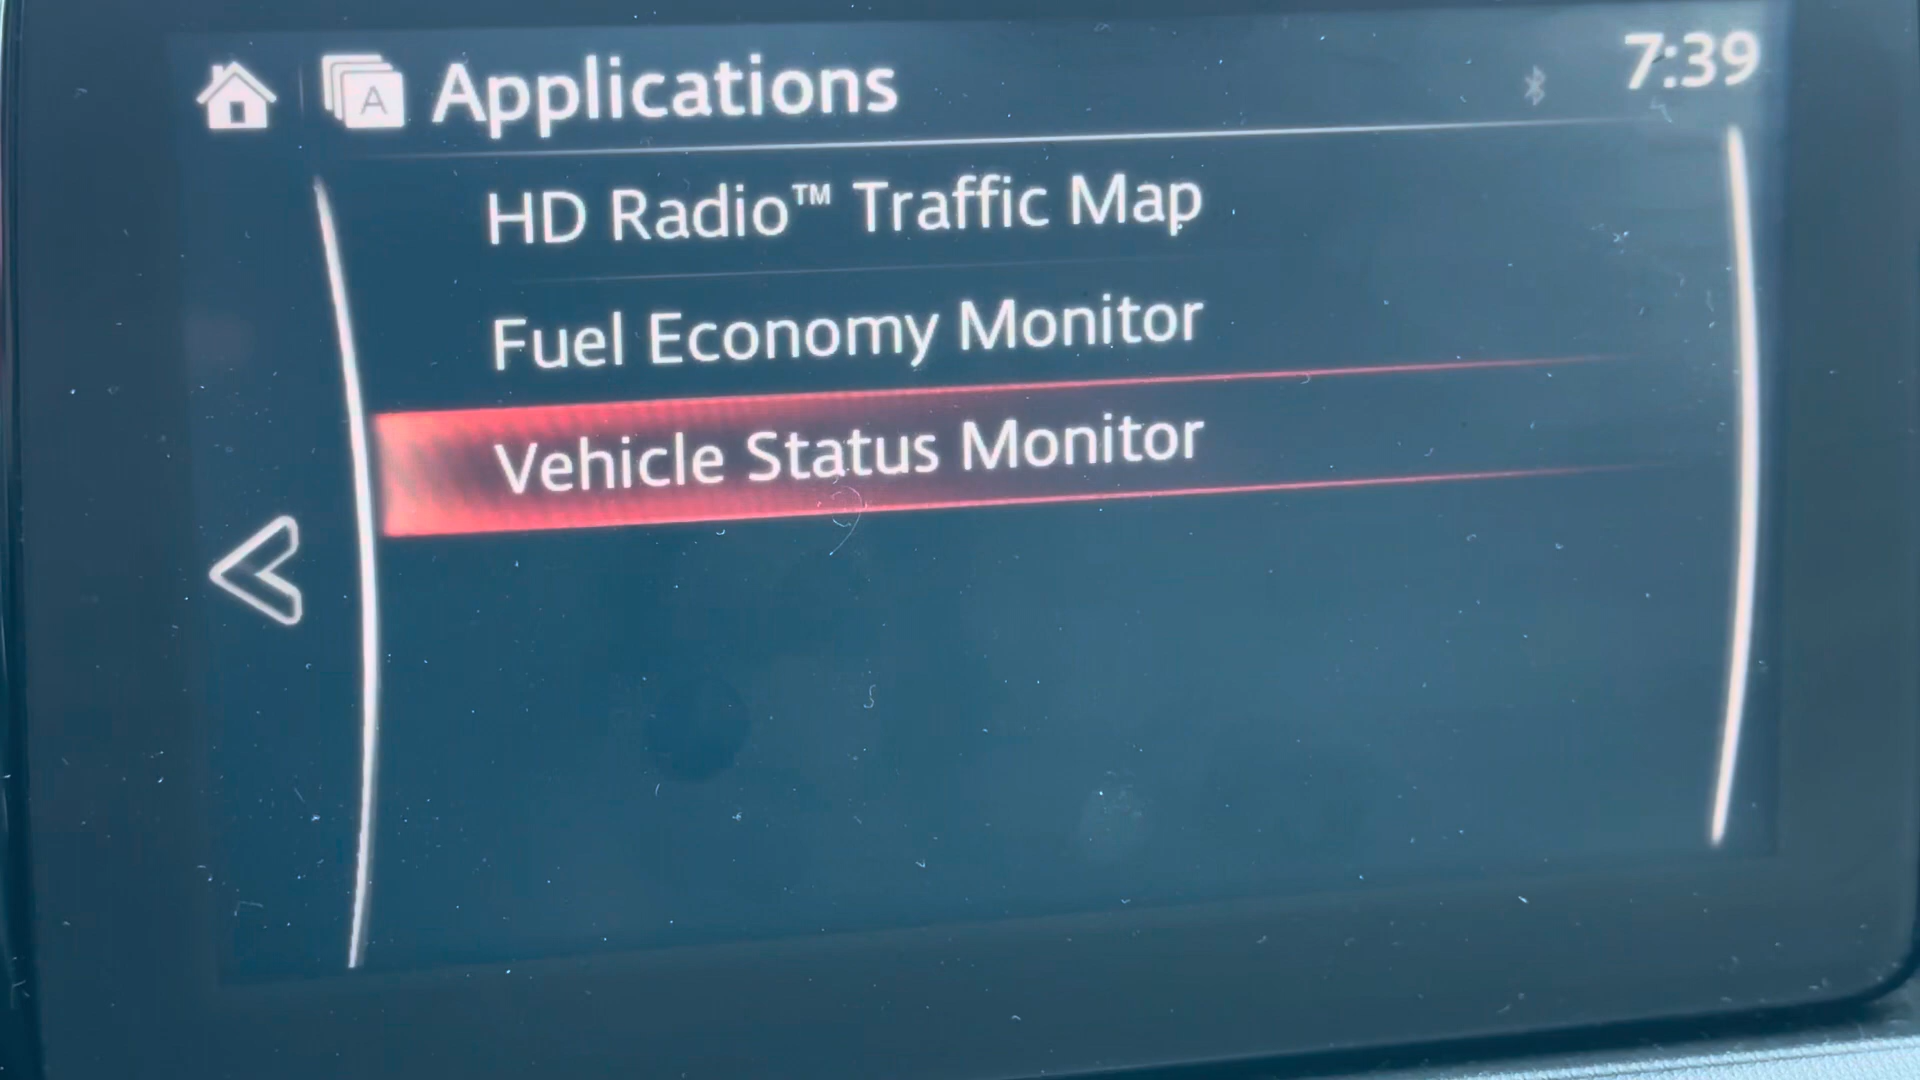 A Applications 7:39
HD Radio™ Traffic Map
Fuel Economy Monitor
Vehicle Status Monitor